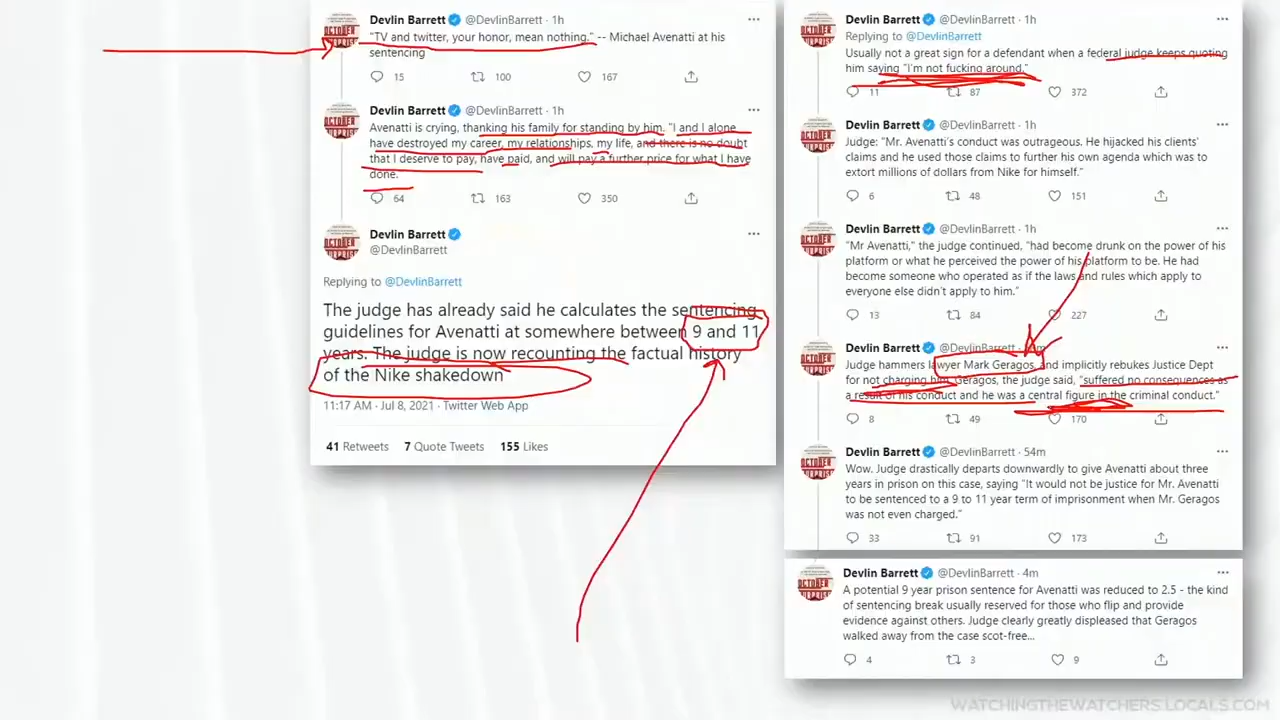 Devlin Barrett @DevlinBarrett · 1h
"TV and twitter, your honor, mean nothing." -- Michael Avenatti at his
sentencing
15 100 167
Devlin Barrett @DevlinBarrett · 1h
Avenatti is crying, thanking his family for standing by him. "I and I alone
have destroyed my career, my relationships, my life, and there is no doubt
that I deserve to pay, have paid, and will pay a further price for what I have
done.
64 163 350
OCTOBER
Devlin Barrett
@DevlinBarrett
Replying to @DevlinBarrett
The judge has already said he calculates the sentencing
guidelines for Avenatti at somewhere between 9 and 11
years. The judge is now recounting the factual history
of the Nike shakedown
11:17 AM · Jul 8, 2021 · Twitter Web App
41 Retweets 7 Quote Tweets 155 Likes
Devlin Barrett @DevlinBarrett · 1h
Replying to @DevlinBarrett
Usually not a great sign for a defendant when a federal judge keeps quoting
him saying "I'm not fucking around."
11 87 372
Devlin Barrett @DevlinBarrett · 1h
Judge: "Mr. Avenatti's conduct was outrageous. He hijacked his clients'
claims and he used those claims to further his own agenda which was to
extort millions of dollars from Nike for himself."
6 48 151
Devlin Barrett @DevlinBarrett · 1h
"Mr Avenatti," the judge continued, "had become drunk on the power of his
platform or what he perceived the power of his platform to be. He had
become someone who operated as if the laws and rules which apply to
everyone else didn't apply to him."
13 84 227
Devlin Barrett @DevlinBarrett ·
Judge hammers lawyer Mark Geragos, and implicitly rebukes Justice Dept
for not charging him. Geragos, the judge said, "suffered no consequences as
a result of his conduct and he was a central figure in the criminal conduct."
8 49 170
Devlin Barrett @DevlinBarrett · 54m
Wow. Judge drastically departs downwardly to give Avenatti about three
years in prison on this case, saying "It would not be justice for Mr. Avenatti
to be sentenced to a 9 to 11 year term of imprisonment when Mr. Geragos
was not even charged."
33 91 173
Devlin Barrett @DevlinBarrett · 4m
A potential 9 year prison sentence for Avenatti was reduced to 2.5 - the kind
of sentencing break usually reserved for those who flip and provide
evidence against others. Judge clearly greatly displeased that Geragos
walked away from the case scot-free...
4 3 9
WATCHINGTHEWATCHERS.LOCALS.COM